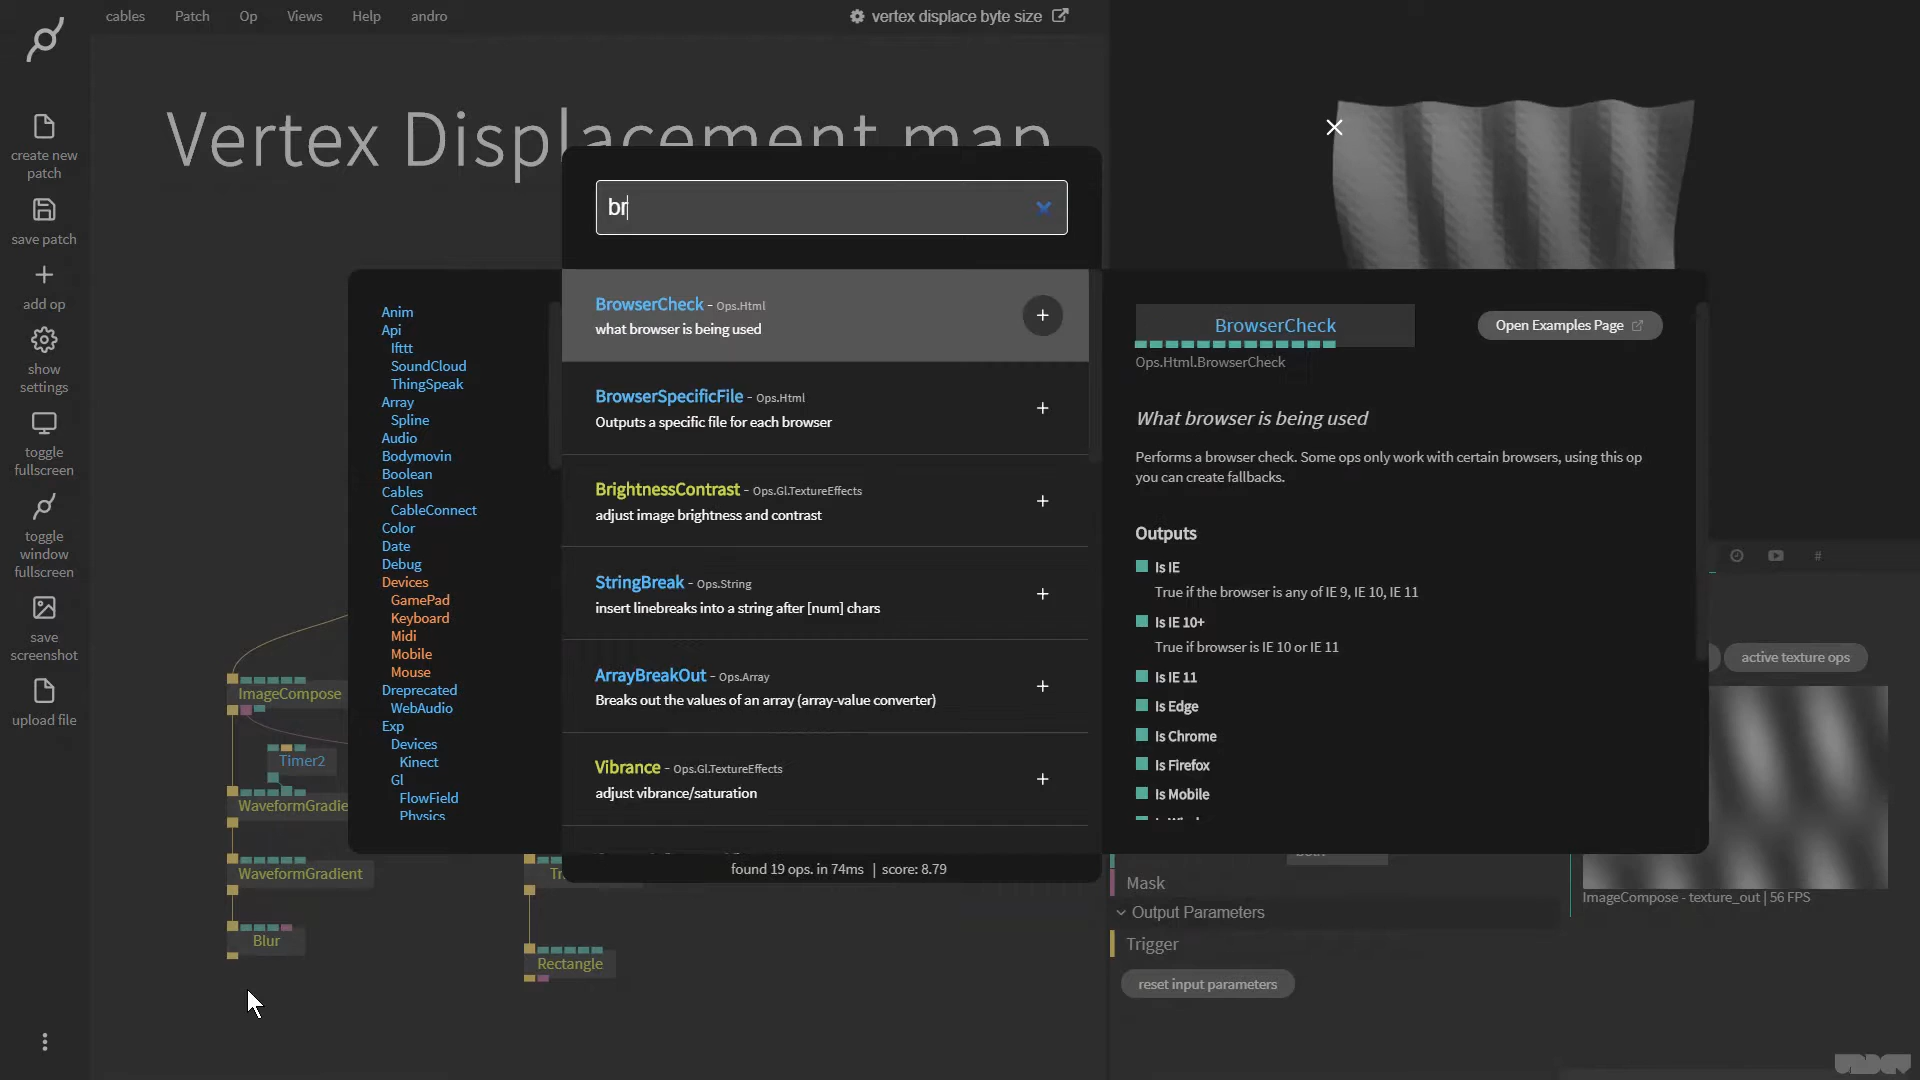 cables
Patch
Op
Views
Help
andro
vertex displace byte size
Vertex Displacement map
create new
patch
save patch
add op
show
settings
toggle
fullscreen
toggle
window
fullscreen
save
screenshot
upload file
br
Anim
Api
Ifttt
SoundCloud
ThingSpeak
Array
Spline
Audio
Bodymovin
Boolean
Cables
CableConnect
Color
Date
Debug
Devices
GamePad
Keyboard
Midi
Mobile
Mouse
Dreprecated
WebAudio
Exp
Devices
Kinect
Gl
FlowField
Physics
BrowserCheck - Ops.Html
what browser is being used
BrowserSpecificFile - Ops.Html
Outputs a specific file for each browser
BrightnessContrast - Ops.Gl.TextureEffects
adjust image brightness and contrast
StringBreak - Ops.String
insert linebreaks into a string after [num] chars
ArrayBreakOut - Ops.Array
Breaks out the values of an array (array-value converter)
Vibrance - Ops.Gl.TextureEffects
adjust vibrance/saturation
found 19 ops. in 74ms | score: 8.79
BrowserCheck
Open Examples Page
Ops.Html.BrowserCheck
What browser is being used
Performs a browser check. Some ops only work with certain browsers, using this op
you can create fallbacks.
Outputs
Is IE
True if the browser is any of IE 9, IE 10, IE 11
Is IE 10+
True if browser is IE 10 or IE 11
Is IE 11
Is Edge
Is Chrome
Is Firefox
Is Mobile
#
active texture ops
ImageCompose
Timer2
WaveformGradie
WaveformGradient
Blur
Rectangle
Mask
Output Parameters
Trigger
reset input parameters
ImageCompose - texture_out | 56 FPS